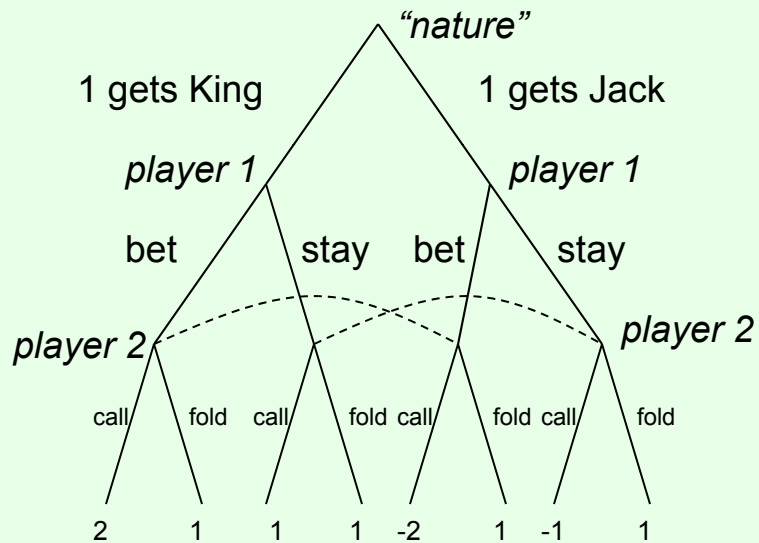 “nature”
1 gets King 1 gets Jack
player 1 player 1
bet stay bet stay
player 2 player 2
call fold call fold call fold call fold
2 1 1 1 -2 1 -1 1